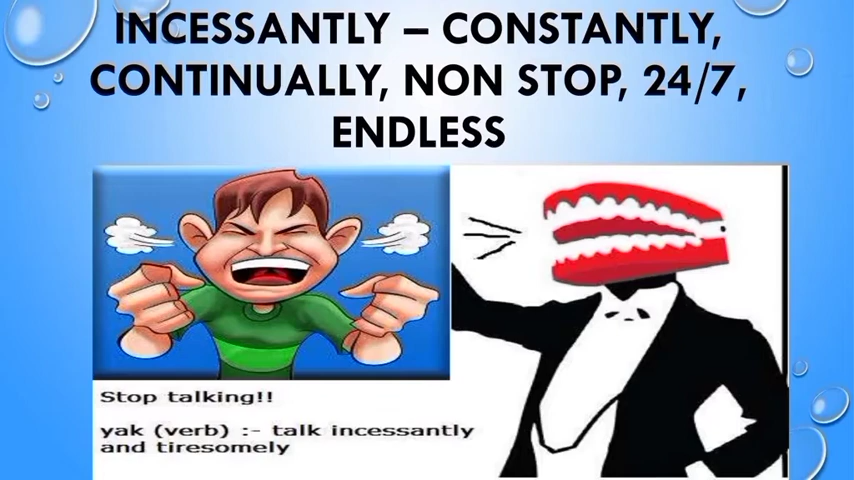 INCESSANTLY – CONSTANTLY,
CONTINUALLY, NON STOP, 24/7,
ENDLESS
Stop talking!!
yak (verb) :- talk incessantly
and tiresomely